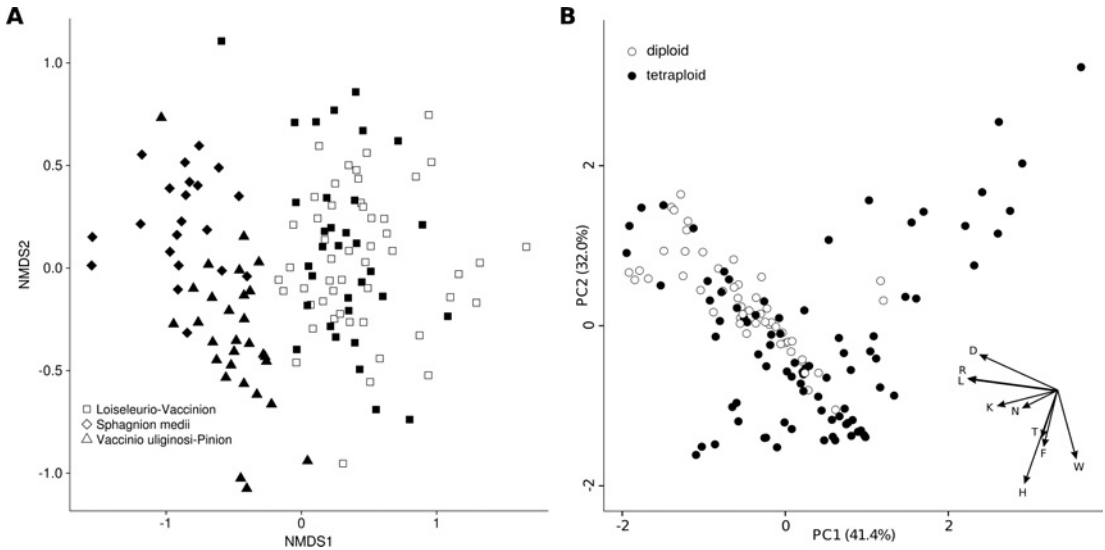 A
1.0
0.5
0.0
-0.5
-1.0
NMDS2
Loiseleurio-Vaccinion
Sphagnion medii
Vaccinio uliginosi-Pinion
-1
0
1
NMDS1
B
diploid
tetraploid
2
0
-2
PC2 (32.0%)
D
R
L
K
N
T
F
W
H
-2
0
2
PC1 (41.4%)